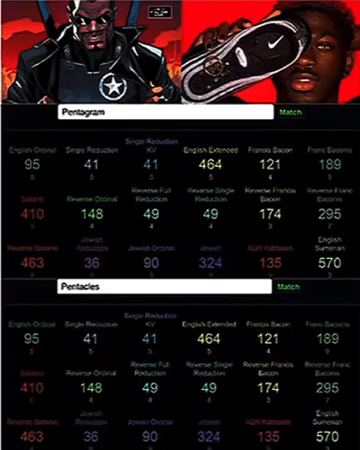 Pentagram Match
Single Reduction
English Ordinal Single Reduction KV English Extended Francis Bacon Franc Baconis
95 41 41 464 121 189
Reverse Full Reverse Single Reverse Francis Reverse Franc
Satanic Reverse Ordinal Reduction Reduction Bacon Baconis
410 148 49 49 174 295
Jewish English
Reverse Satanic Reduction Jewish Ordinal Jewish ALW Kabbalah Sumerian
463 36 90 324 135 570
Pentacles Match
Single Reduction
English Ordinal Single Reduction KV English Extended Francis Bacon Franc Baconis
95 41 41 464 121 189
Reverse Full Reverse Single Reverse Francis Reverse Franc
Satanic Reverse Ordinal Reduction Reduction Bacon Baconis
410 148 49 49 174 295
Jewish English
Reverse Satanic Reduction Jewish Ordinal Jewish ALW Kabbalah Sumerian
463 36 90 324 135 570